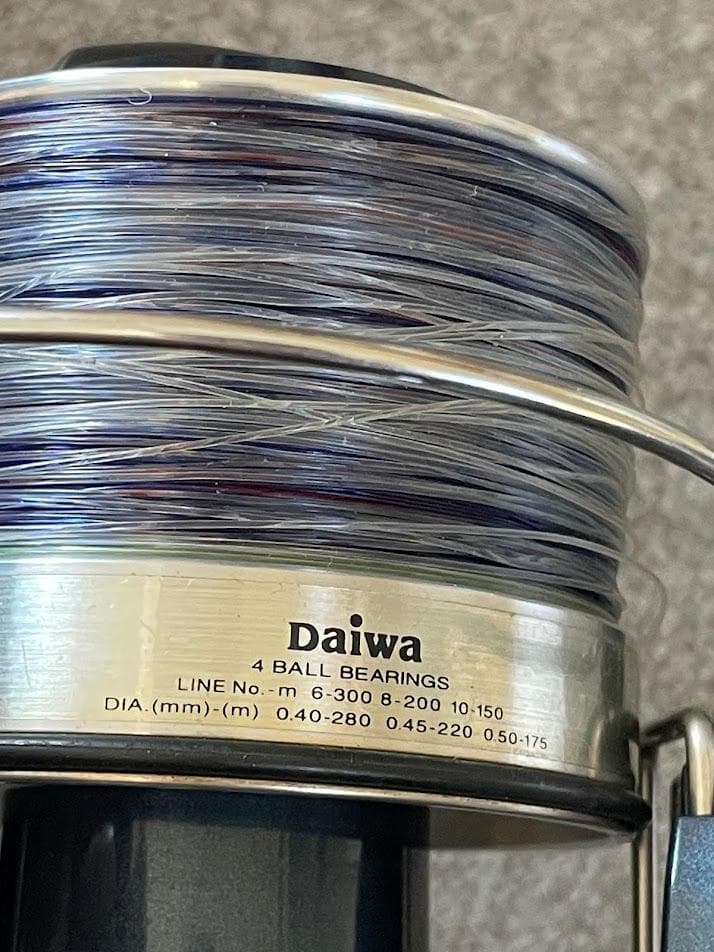 Daiwa
4 BALL BEARINGS
LINE No.-m 6-300 8-200 10-150
DIA.(mm)-(m) 0.40-280 0.45-220 0.50-175